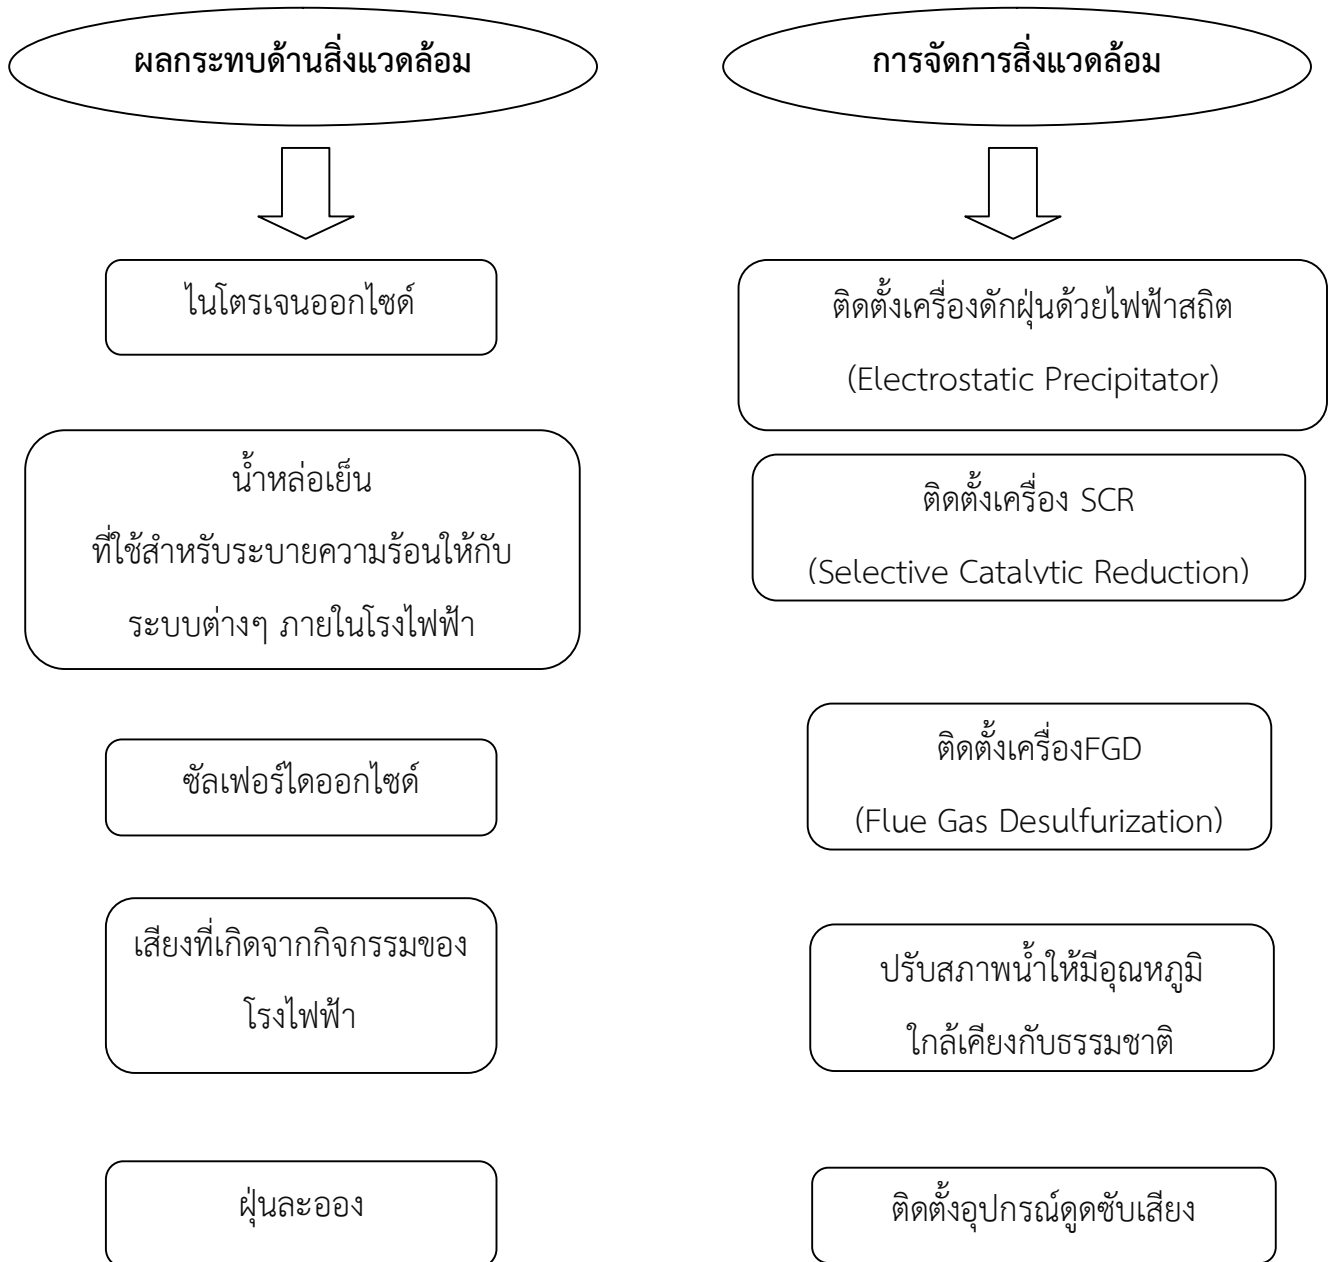 ผลกระทบด้านสิ่งแวดล้อม
ไนโตรเจนออกไซด์
น้ำหล่อเย็น
ที่ใช้สำหรับระบายความร้อนให้กับ
ระบบต่างๆ ภายในโรงไฟฟ้า
ซัลเฟอร์ไดออกไซด์
เสียงที่เกิดจากกิจกรรมของ
โรงไฟฟ้า
ฝุ่นละออง
การจัดการสิ่งแวดล้อม
ติดตั้งเครื่องดักฝุ่นด้วยไฟฟ้าสถิต
(Electrostatic Precipitator)
ติดตั้งเครื่อง SCR
(Selective Catalytic Reduction)
ติดตั้งเครื่องFGD
(Flue Gas Desulfurization)
ปรับสภาพน้ำให้มีอุณหภูมิ
ใกล้เคียงกับธรรมชาติ
ติดตั้งอุปกรณ์ดูดซับเสียง